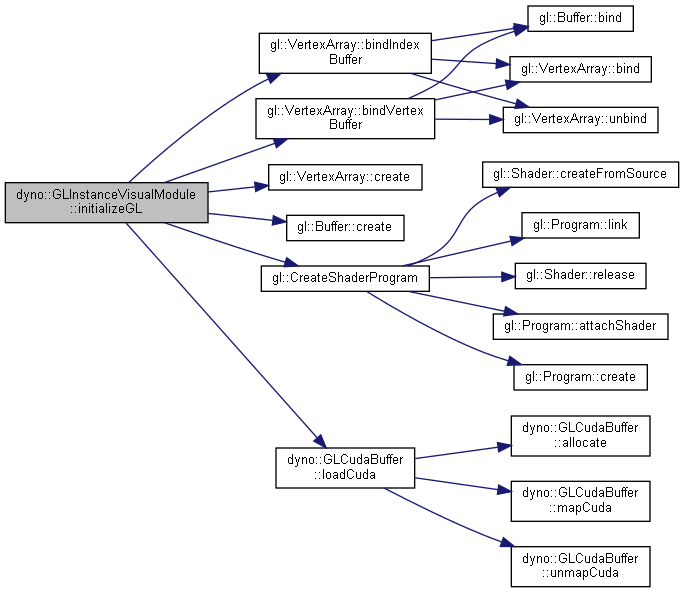 dyno::GLInstanceVisualModule
::initializeGL
gl::VertexArray::bindIndex
Buffer
gl::VertexArray::bindVertex
Buffer
gl::VertexArray::create
gl::Buffer::create
gl::CreateShaderProgram
dyno::GLCudaBuffer
::loadCuda
gl::Buffer::bind
gl::VertexArray::bind
gl::VertexArray::unbind
gl::Shader::createFromSource
gl::Program::link
gl::Shader::release
gl::Program::attachShader
gl::Program::create
dyno::GLCudaBuffer
::allocate
dyno::GLCudaBuffer
::mapCuda
dyno::GLCudaBuffer
::unmapCuda